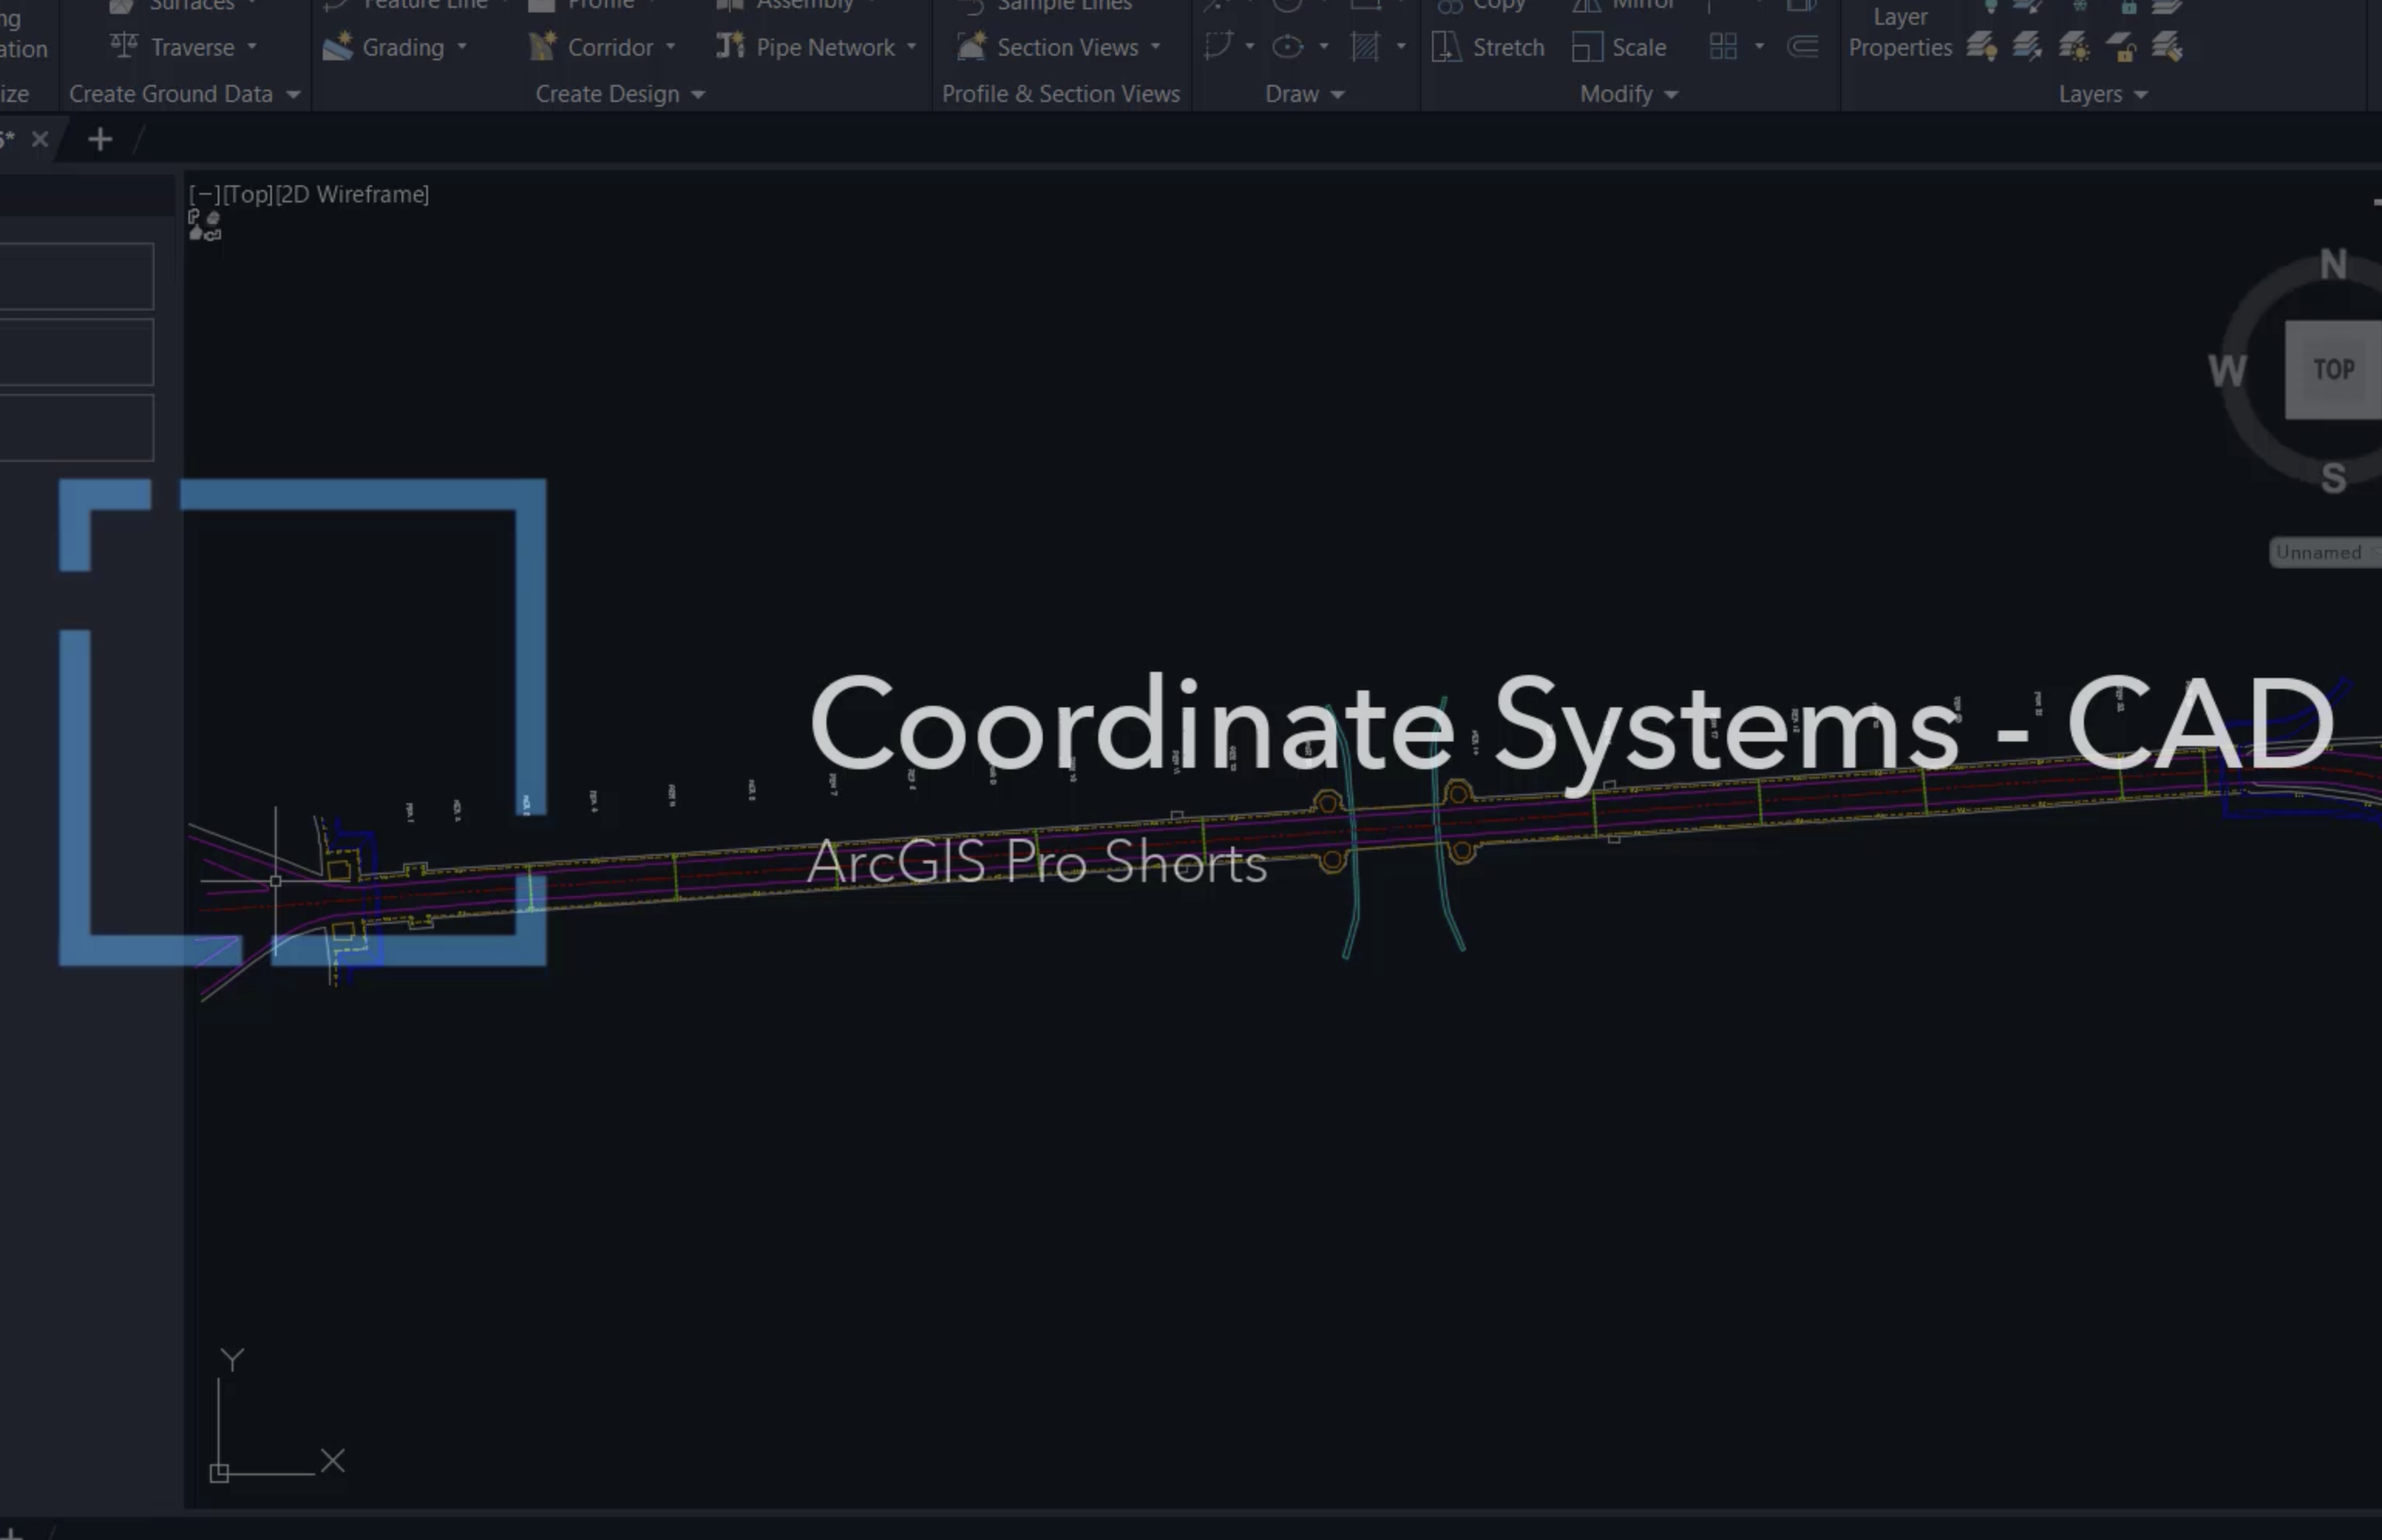 ng
Surfaces
Feature Line
Profile
Assembly
Sample Lines
Copy
Mirror
Layer
Properties
ation
Traverse
Grading
Corridor
Pipe Network
Section Views
Stretch
Scale
ize
Create Ground Data
Create Design
Profile & Section Views
Draw
Modify
Layers
[−][Top][2D Wireframe]
N
W
TOP
S
Unnamed
Coordinate Systems - CAD
ArcGIS Pro Shorts
Y
X